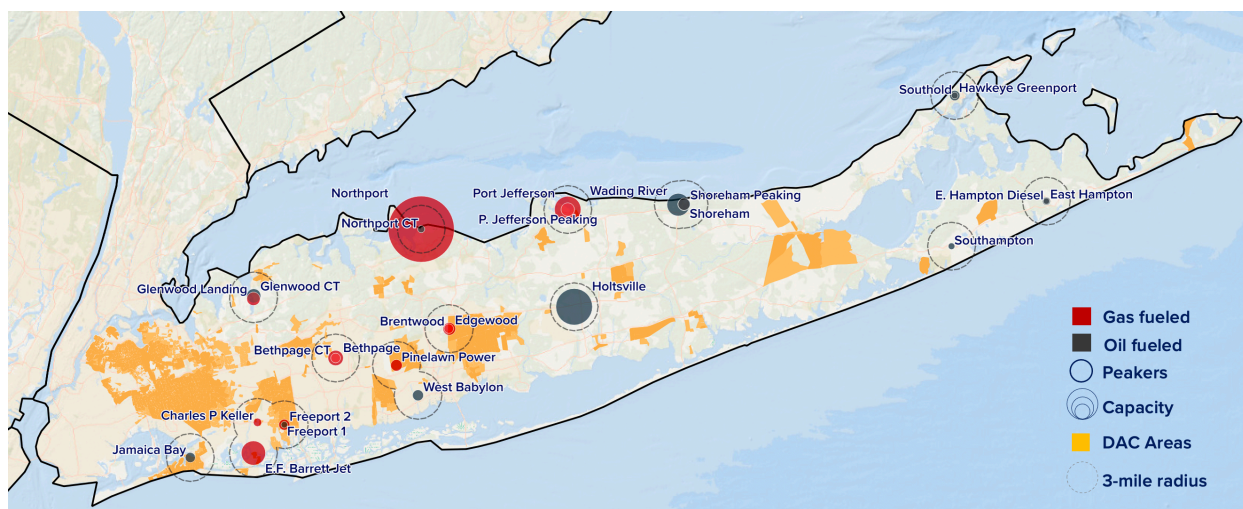 Southold
Hawkeye Greenport
Northport
Port Jefferson
Wading River
Shoreham Peaking
E. Hampton Diesel
East Hampton
Northport CT
P. Jefferson Peaking
Shoreham
Southampton
Glenwood Landing
Glenwood CT
Holtsville
Brentwood
Edgewood
Bethpage CT
Bethpage
Pinelawn Power
West Babylon
Charles P Keller
Freeport 2
Freeport 1
Jamaica Bay
E.F. Barrett Jet
Gas fueled
Oil fueled
Peakers
Capacity
DAC Areas
3-mile radius